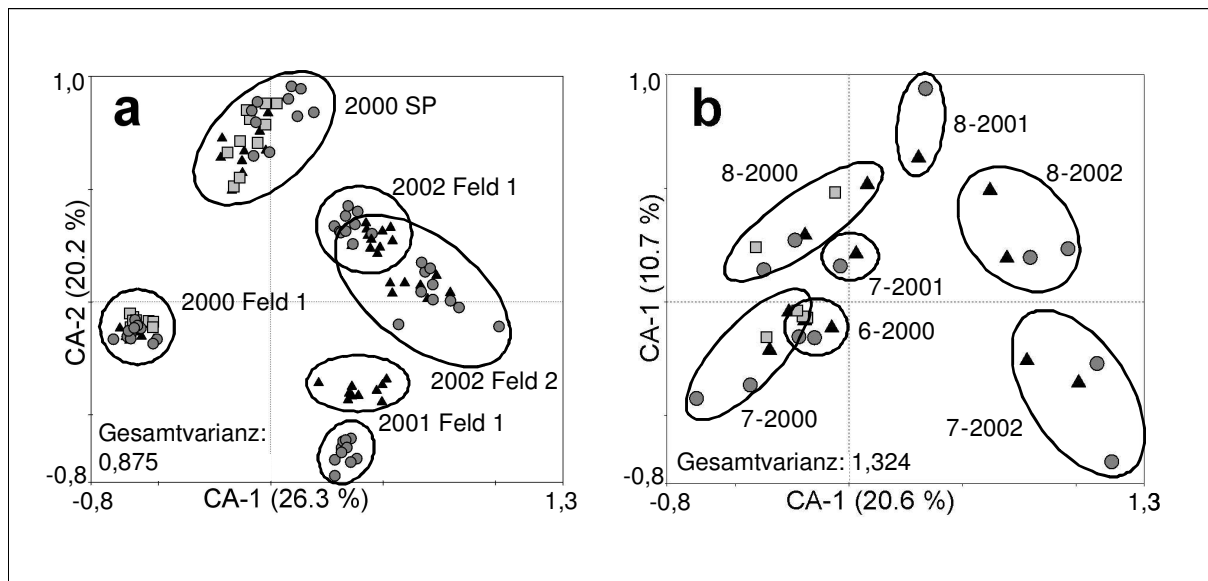 a
1,0
2000 SP
2002 Feld 1
2000 Feld 1
2002 Feld 2
2001 Feld 1
Gesamtvarianz:
0,875
CA-2 (20.2 %)
-0,8
-0,8
CA-1 (26.3 %)
1,3
b
1,0
8-2001
8-2000
8-2002
7-2001
6-2000
7-2000
7-2002
Gesamtvarianz: 1,324
CA-1 (10.7 %)
-0,8
-0,8
CA-1 (20.6 %)
1,3